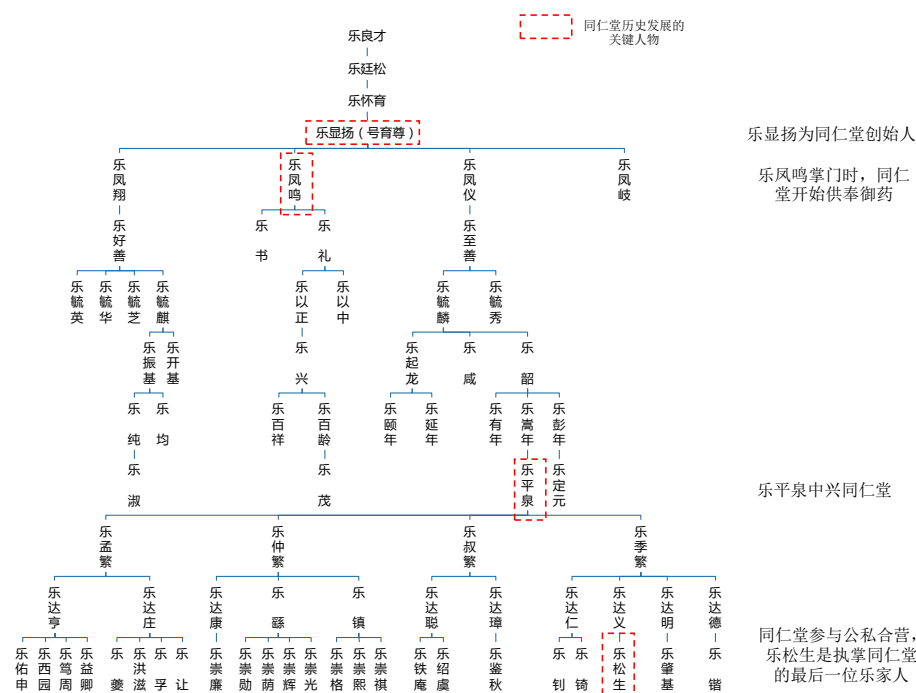 同仁堂历史发展的
关键人物
乐良才
乐廷松
乐怀育
乐显扬（号育尊）
乐显扬为同仁堂创始人
乐凤翔
乐凤鸣
乐凤仪
乐凤岐
乐凤鸣掌门时，同仁
堂开始供奉御药
乐好善
乐书
乐礼
乐至善
乐毓英
乐毓华
乐毓芝
乐毓麒
乐以正
乐以中
乐毓麟
乐毓秀
乐振基
乐开基
乐兴
乐起龙
乐咸
乐韶
乐纯
乐均
乐百祥
乐百龄
乐颐年
乐延年
乐有年
乐嵩年
乐彭年
乐淑
乐茂
乐平泉
乐定元
乐平泉中兴同仁堂
乐孟繁
乐仲繁
乐叔繁
乐季繁
乐达亨
乐达庄
乐达康
乐繇
乐镇
乐达聪
乐达璋
乐达仁
乐达义
乐达明
乐达德
乐佑申
乐西园
乐笃周
乐益卿
乐夔
乐洪滋
乐孚
乐让
乐崇廉
乐崇勋
乐崇荫
乐崇辉
乐崇光
乐崇格
乐崇熙
乐崇祺
乐铁庵
乐绍虞
乐鉴秋
乐钊
乐锜
乐松生
乐肇基
乐锴
同仁堂参与公私合营，
乐松生是执掌同仁堂
的最后一位乐家人